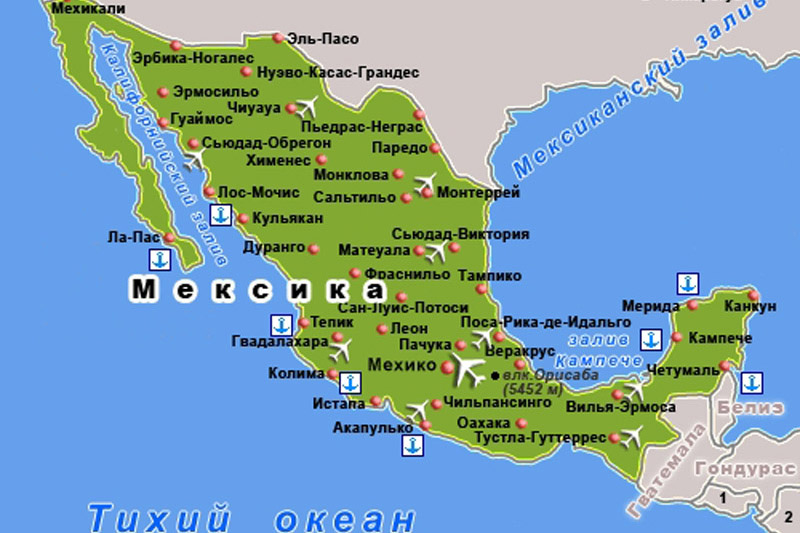 Мехикали
Эль-Пасо
Эрбика-Ногалес
Нуэво-Касас-Грандес
Эрмосильо
Чиуауа
Гуаймос
Пьедрас-Неграс
Сьюдад-Обрегон
Паредо
Хименес
Монклова
Лос-Мочис
Сальтильо
Монтеррей
Кульякан
Калифорнийский залив
Мексиканский залив
Ла-Пас
Дуранго
Сьюдад-Виктория
Матеуала
Фраснильо
Тампико
Мексика
Сан-Луис-Потоси
Мерида
Канкун
Тепик
Леон
Поса-Рика-де-Идальго
Гвадалахара
Пачука
залив
Кампече
Кампече
Веракрус
Мехико
Колима
влк.Орисаба
(5452 м)
Четумаль
Истапа
Чильпансинго
Вилья-Эрмоса
Белиз
Акапулько
Оахака
Тустла-Гуттеррес
Гватемала
Гондурас
1
2
Тихий океан